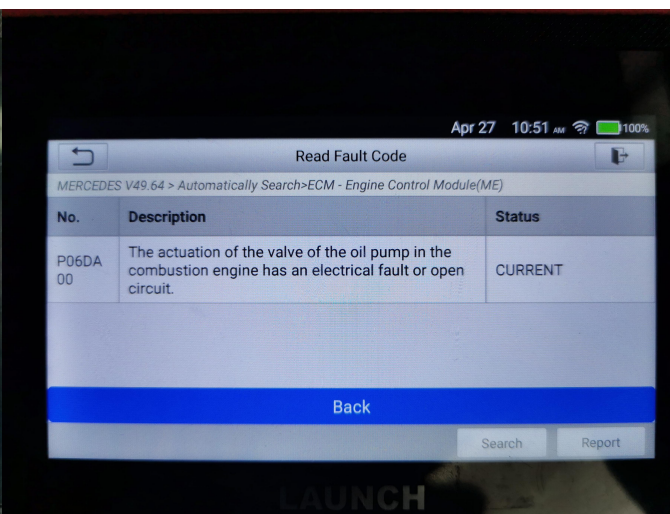 Apr 27 10:51 AM 100%
Read Fault Code
MERCEDES V49.64 > Automatically Search>ECM - Engine Control Module(ME)
No. Description Status
P06DA
00
The actuation of the valve of the oil pump in the
combustion engine has an electrical fault or open
circuit.
CURRENT
Back
Search Report
LAUNCH